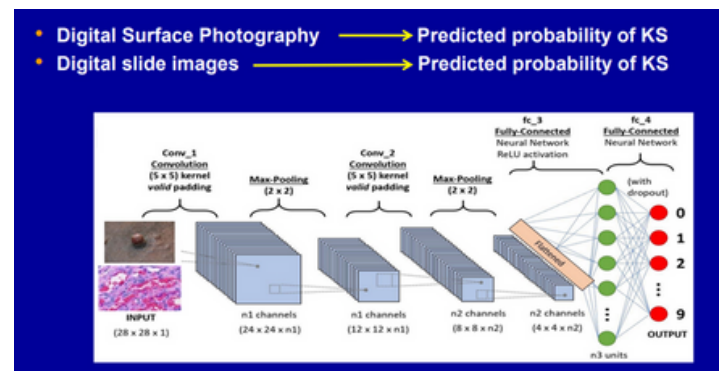 • Digital Surface Photography → Predicted probability of KS
• Digital slide images → Predicted probability of KS
fc_3
Fully-Connected
Neural Network
ReLU activation
fc_4
Fully-Connected
Neural Network
Conv_1
Convolution
(5 x 5) kernel
valid padding
Max-Pooling
(2 x 2)
Conv_2
Convolution
(5 x 5) kernel
valid padding
Max-Pooling
(2 x 2)
(with
dropout)
Flattened
0
1
2
9
INPUT
(28 x 28 x 1)
n1 channels
(24 x 24 x n1)
n1 channels
(12 x 12 x n1)
n2 channels
(8 x 8 x n2)
n2 channels
(4 x 4 x n2)
n3 units
OUTPUT